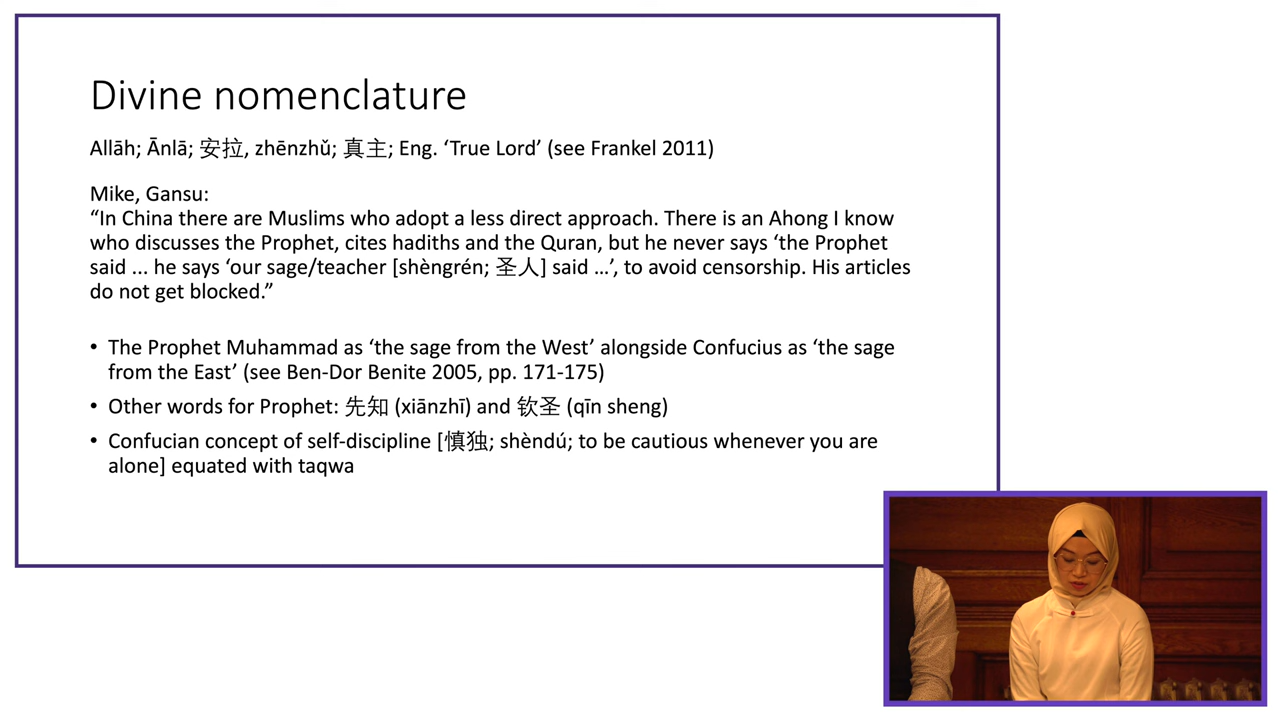 Divine nomenclature
Allāh; Ānlā; 安拉, zhēnzhǔ; 真主; Eng. ‘True Lord’ (see Frankel 2011)
Mike, Gansu:
“In China there are Muslims who adopt a less direct approach. There is an Ahong I know
who discusses the Prophet, cites hadiths and the Quran, but he never says ‘the Prophet
said ... he says ‘our sage/teacher [shèngrén; 圣人] said …’, to avoid censorship. His articles
do not get blocked.”
• The Prophet Muhammad as ‘the sage from the West’ alongside Confucius as ‘the sage
from the East’ (see Ben-Dor Benite 2005, pp. 171-175)
• Other words for Prophet: 先知 (xiānzhī) and 钦圣 (qīn sheng)
• Confucian concept of self-discipline [慎独; shèndú; to be cautious whenever you are
alone] equated with taqwa